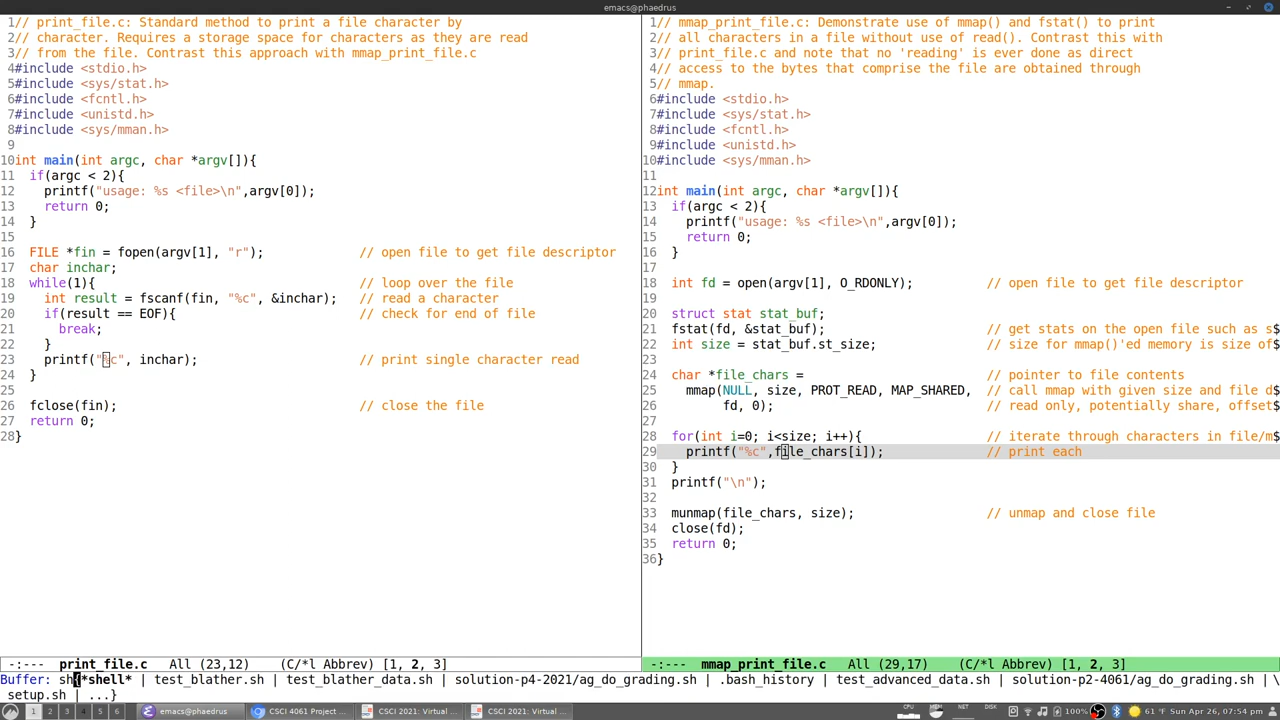 emacs@phaedrus
1// print_file.c: Standard method to print a file character by
2// character. Requires a storage space for characters as they are read
3// from the file. Contrast this approach with mmap_print_file.c
4#include <stdio.h>
5#include <sys/stat.h>
6#include <fcntl.h>
7#include <unistd.h>
8#include <sys/mman.h>
9
10int main(int argc, char *argv[]){
11  if(argc < 2){
12    printf("usage: %s <file>\n",argv[0]);
13    return 0;
14  }
15
16  FILE *fin = fopen(argv[1], "r");             // open file to get file descriptor
17  char inchar;
18  while(1){                                    // loop over the file
19    int result = fscanf(fin, "%c", &inchar);   // read a character
20    if(result == EOF){                         // check for end of file
21      break;
22    }
23    printf("%c", inchar);                      // print single character read
24  }
25
26  fclose(fin);                                 // close the file
27  return 0;
28}
-:---  print_file.c   All (23,12)    (C/*l Abbrev) [1, 2, 3]
1// mmap_print_file.c: Demonstrate use of mmap() and fstat() to print
2// all characters in a file without use of read(). Contrast this with
3// print_file.c and note that no 'reading' is ever done as direct
4// access to the bytes that comprise the file are obtained through
5// mmap.
6#include <stdio.h>
7#include <sys/stat.h>
8#include <fcntl.h>
9#include <unistd.h>
10#include <sys/mman.h>
11
12int main(int argc, char *argv[]){
13  if(argc < 2){
14    printf("usage: %s <file>\n",argv[0]);
15    return 0;
16  }
17
18  int fd = open(argv[1], O_RDONLY);          // open file to get file descriptor
19
20  struct stat stat_buf;
21  fstat(fd, &stat_buf);                      // get stats on the open file such as s$
22  int size = stat_buf.st_size;               // size for mmap()'ed memory is size of$
23
24  char *file_chars =                         // pointer to file contents
25    mmap(NULL, size, PROT_READ, MAP_SHARED,  // call mmap with given size and file d$
26         fd, 0);                             // read only, potentially share, offset$
27
28  for(int i=0; i<size; i++){                 // iterate through characters in file/m$
29    printf("%c",file_chars[i]);              // print each
30  }
31  printf("\n");
32
33  munmap(file_chars, size);                  // unmap and close file
34  close(fd);
35  return 0;
36}
-:---  mmap_print_file.c   All (29,17)    (C/*l Abbrev) [1, 2, 3]
Buffer: sh{*shell* | test_blather.sh | test_blather_data.sh | solution-p4-2021/ag_do_grading.sh | .bash_history | test_advanced_data.sh | solution-p2-4061/ag_do_grading.sh | \
setup.sh | ...}
1 2 3 4 5 6 emacs@phaedrus CSCI 4061 Project ... CSCI 2021: Virtual ... CSCI 2021: Virtual ... CPU MEM NET DISK 100% 61 °F Sun Apr 26, 07:54 pm